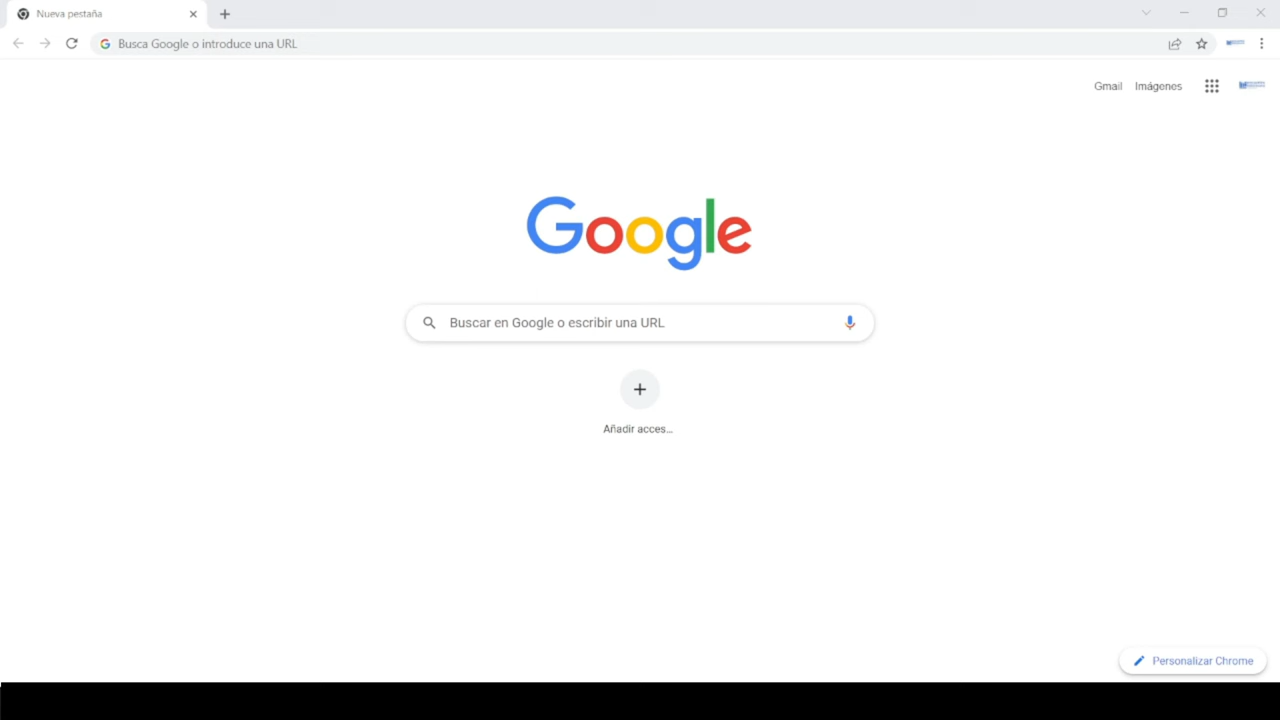 Nueva pestaña
Busca Google o introduce una URL
Gmail Imágenes
Google
Buscar en Google o escribir una URL
Añadir acces...
Personalizar Chrome